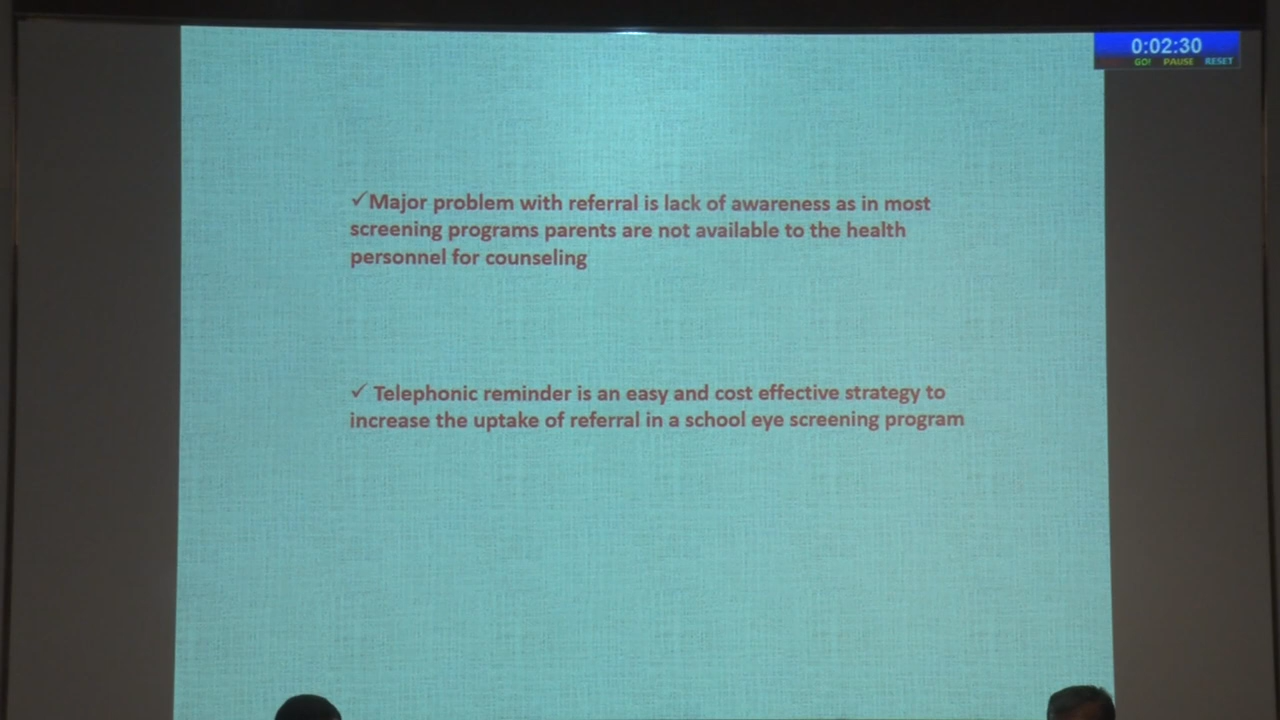 0:02:30
GO! PAUSE RESET
✓Major problem with referral is lack of awareness as in most
screening programs parents are not available to the health
personnel for counseling
✓ Telephonic reminder is an easy and cost effective strategy to
increase the uptake of referral in a school eye screening program